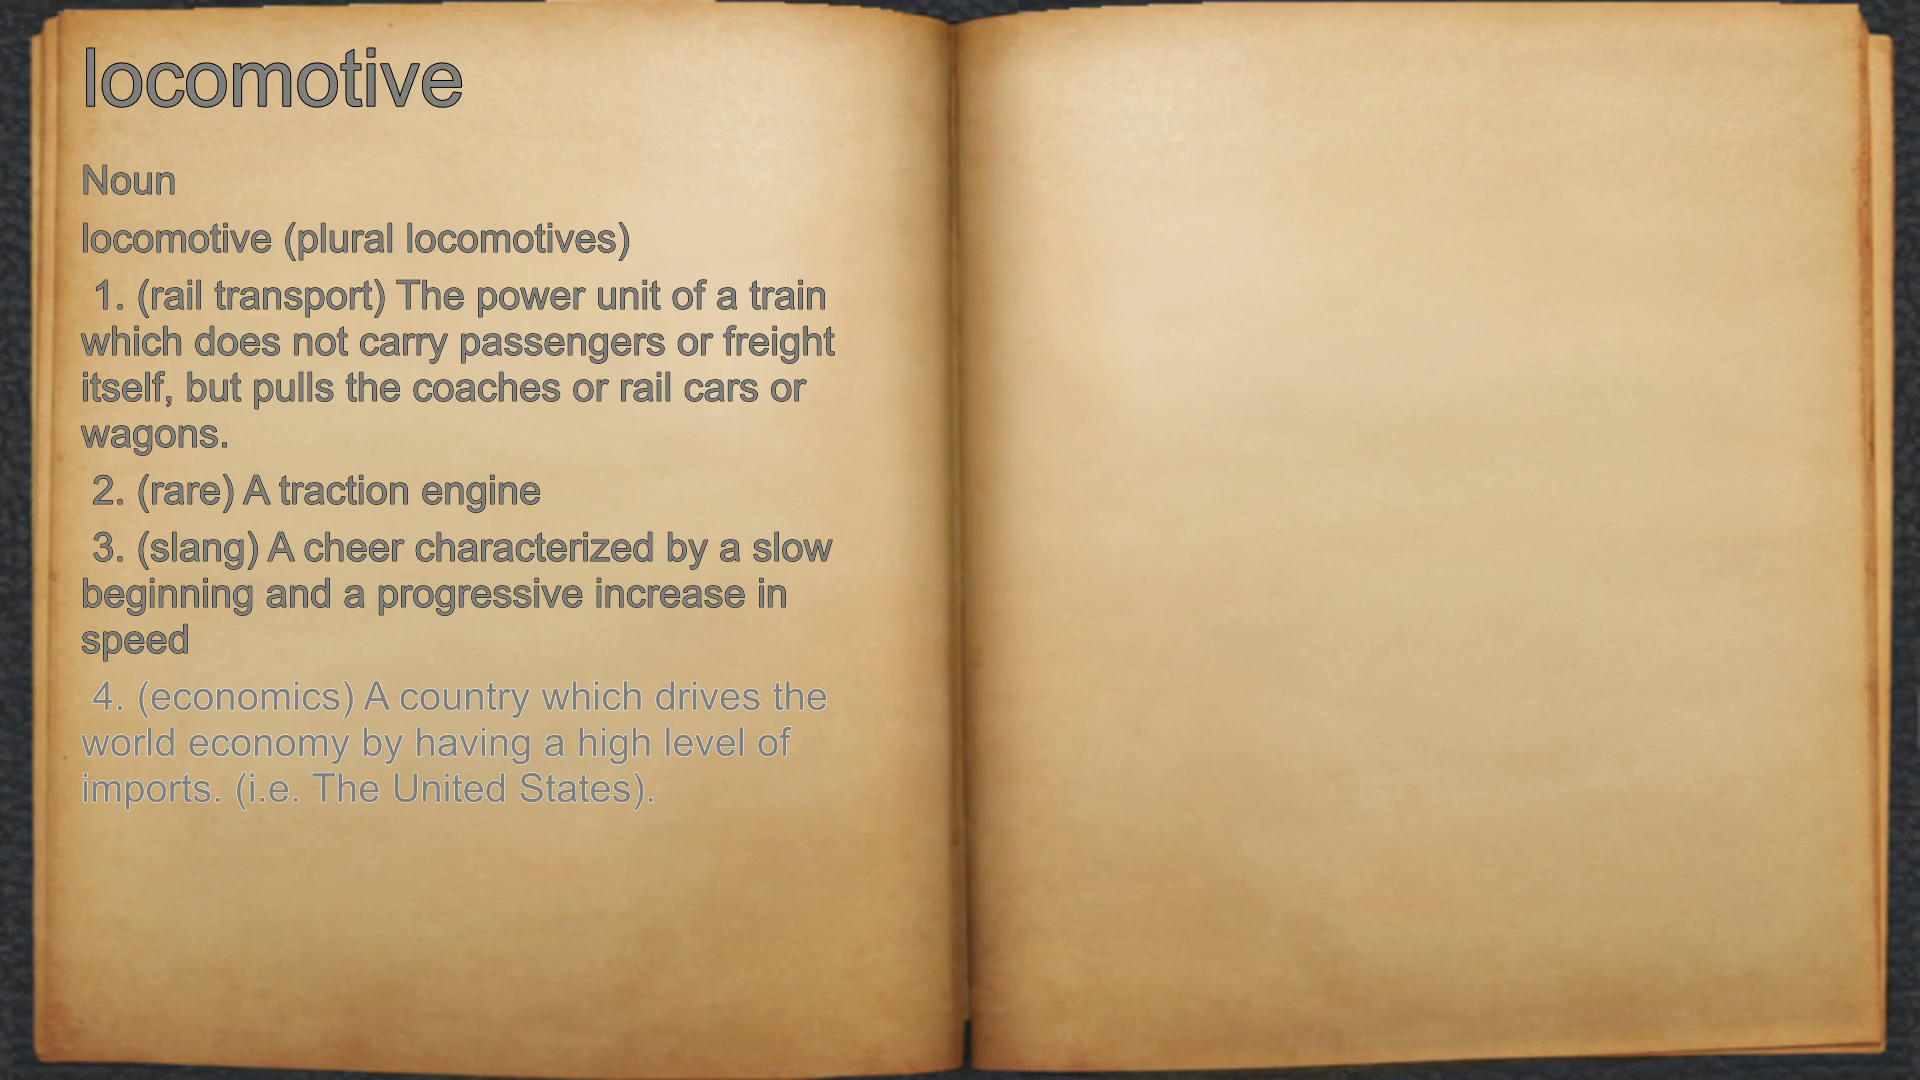 locomotive
Noun
locomotive (plural locomotives)
1. (rail transport) The power unit of a train
which does not carry passengers or freight
itself, but pulls the coaches or rail cars or
wagons.
2. (rare) A traction engine
3. (slang) A cheer characterized by a slow
beginning and a progressive increase in
speed
4. (economics) A country which drives the
world economy by having a high level of
imports. (i.e. The United States).